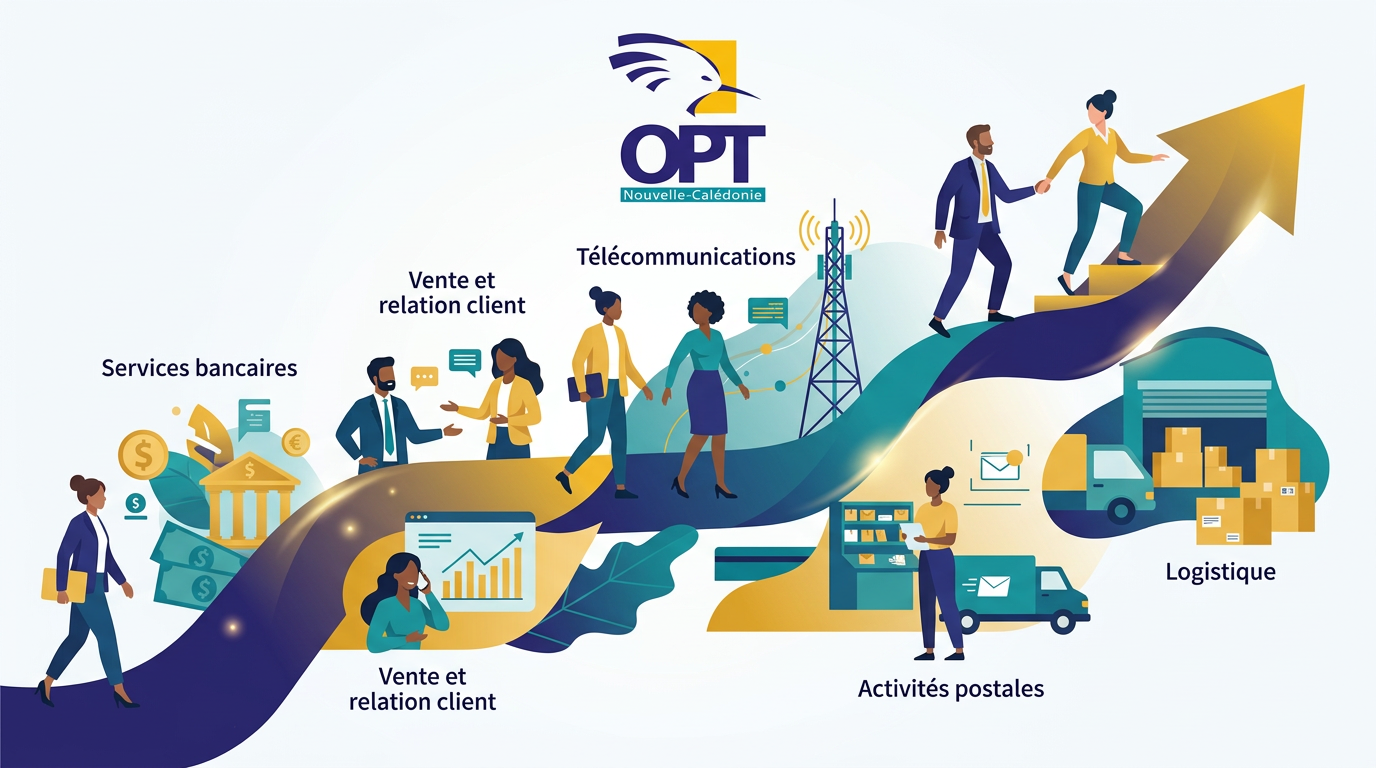 OPT
Nouvelle-Calédonie
Télécommunications
Vente et
relation client
Services bancaires
$
€
$
$
$
$
Vente et
relation client
Logistique
Activités postales